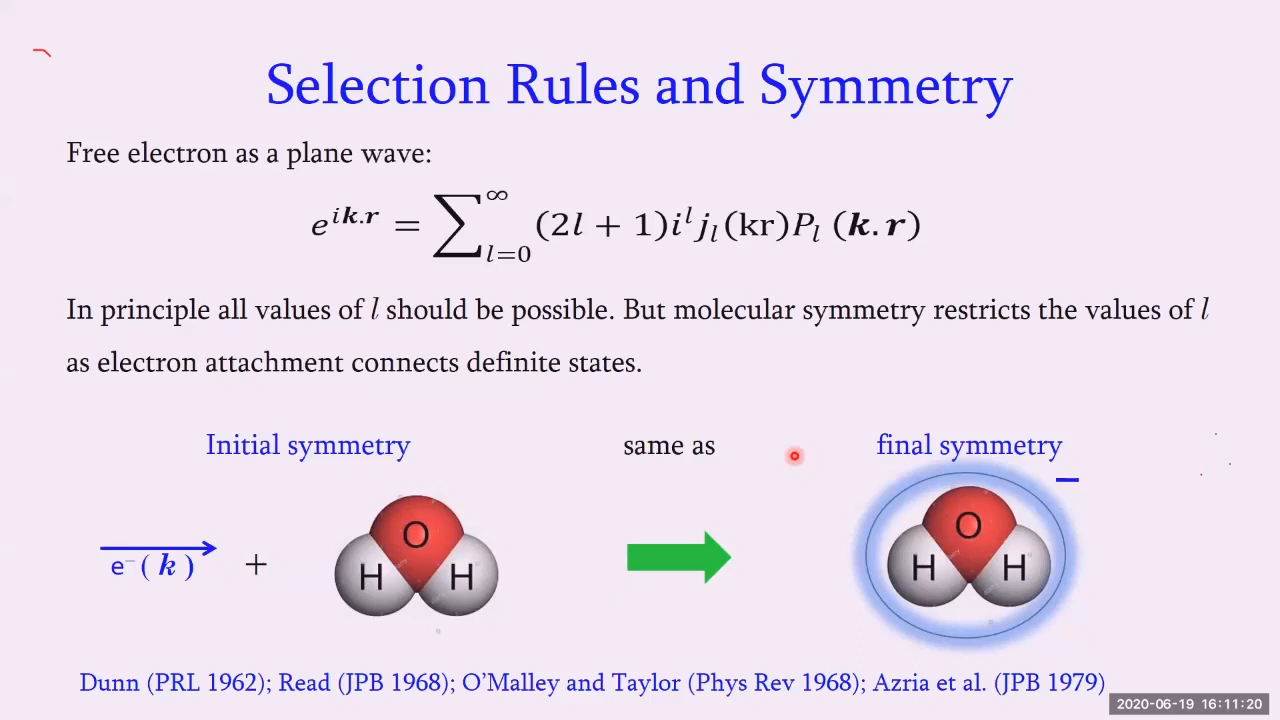 Selection Rules and Symmetry
Free electron as a plane wave:
e^{i𝒌.𝒓} = ∑_{l=0}^{∞} (2l + 1)i^l j_l(kr)P_l (𝒌.𝒓)
In principle all values of l should be possible. But molecular symmetry restricts the values of l
as electron attachment connects definite states.
Initial symmetry same as final symmetry
e⁻ ( k ) + H O H H O H −
Dunn (PRL 1962); Read (JPB 1968); O’Malley and Taylor (Phys Rev 1968); Azria et al. (JPB 1979)
2020-06-19 16:11:20